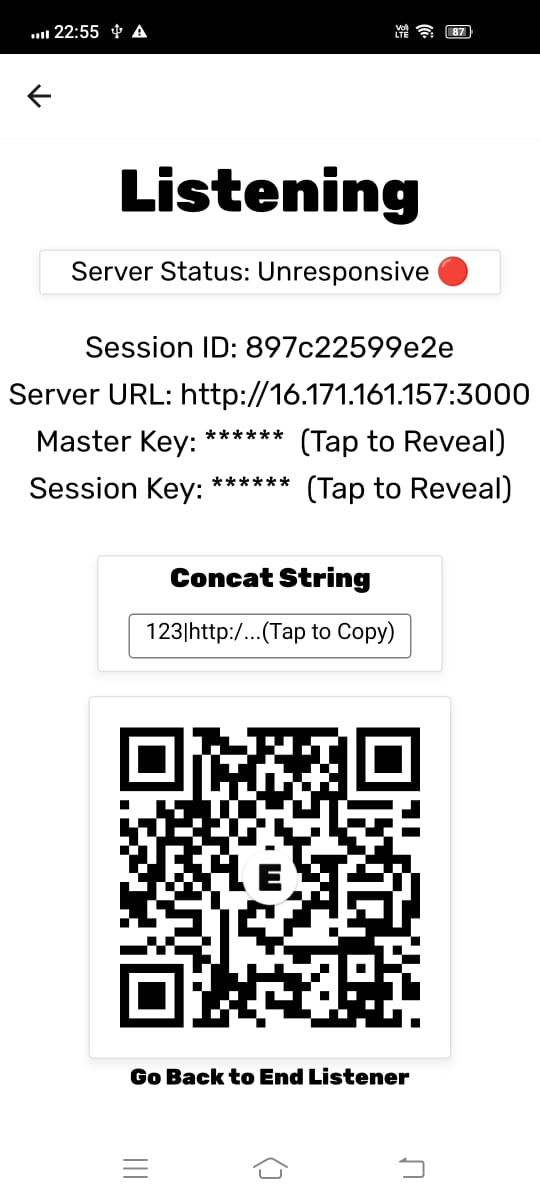 22:55
Vo) LTE
87
Listening
Server Status: Unresponsive
Session ID: 897c22599e2e
Server URL: http://16.171.161.157:3000
Master Key: ****** (Tap to Reveal)
Session Key: ****** (Tap to Reveal)
Concat String
123|http:/...(Tap to Copy)
E
Go Back to End Listener